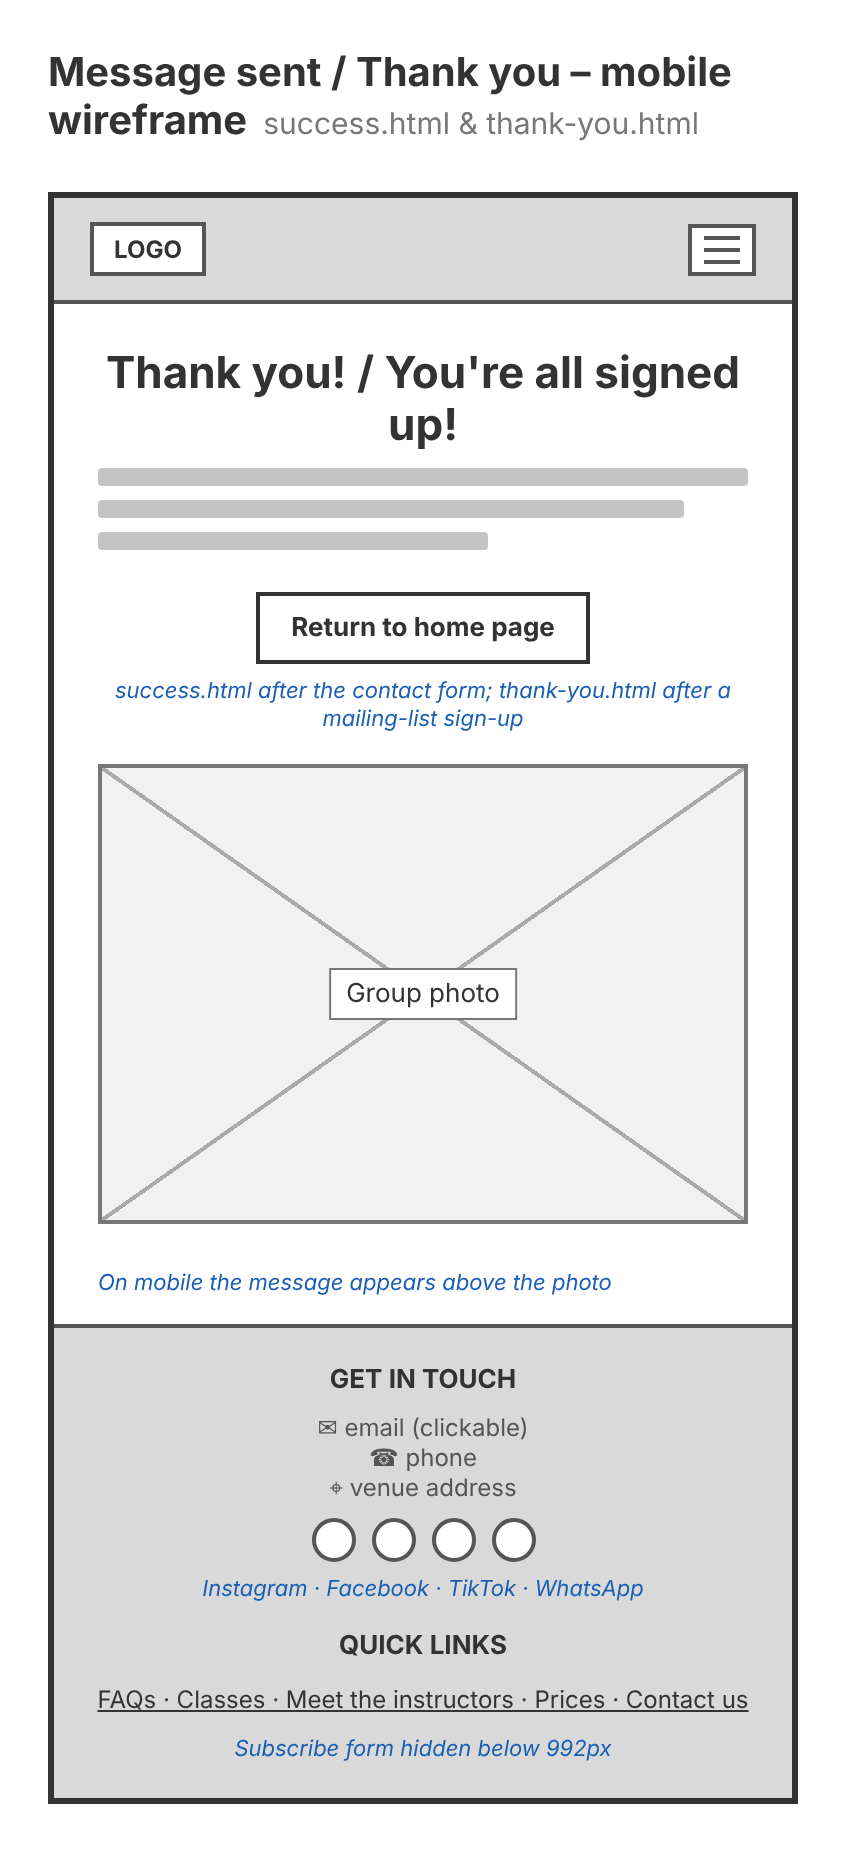 Message sent / Thank you – mobile
wireframe success.html & thank-you.html
LOGO
Thank you! / You're all signed
up!
Return to home page
success.html after the contact form; thank-you.html after a
mailing-list sign-up
Group photo
On mobile the message appears above the photo
GET IN TOUCH
✉ email (clickable)
☎ phone
⌖ venue address
Instagram · Facebook · TikTok · WhatsApp
QUICK LINKS
FAQs · Classes · Meet the instructors · Prices · Contact us
Subscribe form hidden below 992px